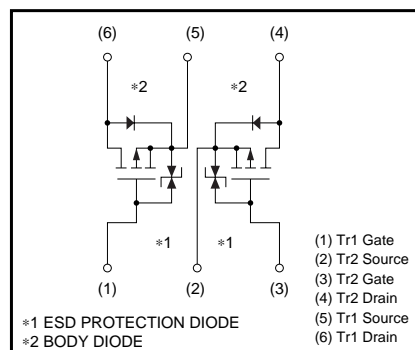 (6) (5) (4)
*2 *2
*1 *1
(1) (2) (3)
(1) Tr1 Gate
(2) Tr2 Source
(3) Tr2 Gate
(4) Tr2 Drain
(5) Tr1 Source
(6) Tr1 Drain
*1 ESD PROTECTION DIODE
*2 BODY DIODE